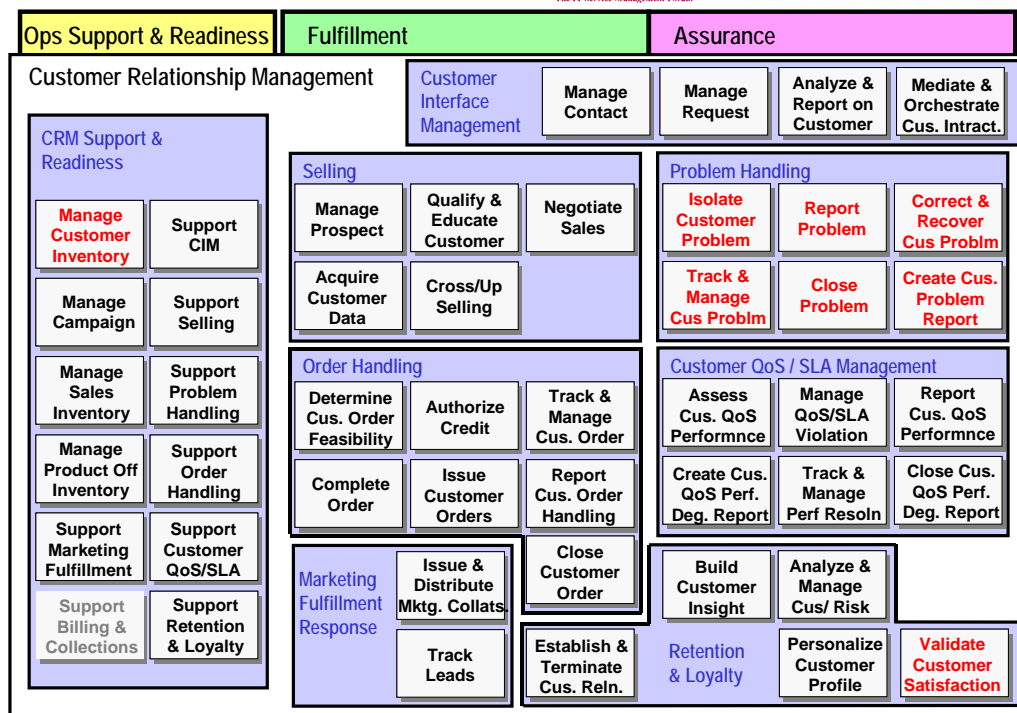 Ops Support & Readiness
Fulfillment
Assurance
Customer Relationship Management
Customer
Interface
Management
Manage
Contact
Manage
Request
Analyze &
Report on
Customer
Mediate &
Orchestrate
Cus. Intract.
CRM Support &
Readiness
Manage
Customer
Inventory
Support
CIM
Manage
Campaign
Support
Selling
Manage
Sales
Inventory
Support
Problem
Handling
Manage
Product Off
Inventory
Support
Order
Handling
Support
Marketing
Fulfillment
Support
Customer
QoS/SLA
Support
Billing &
Collections
Support
Retention
& Loyalty
Selling
Manage
Prospect
Qualify &
Educate
Customer
Negotiate
Sales
Acquire
Customer
Data
Cross/Up
Selling
Problem Handling
Isolate
Customer
Problem
Report
Problem
Correct &
Recover
Cus Problm
Track &
Manage
Cus Problm
Close
Problem
Create Cus.
Problem
Report
Order Handling
Determine
Cus. Order
Feasibility
Authorize
Credit
Track &
Manage
Cus. Order
Complete
Order
Issue
Customer
Orders
Report
Cus. Order
Handling
Close
Customer
Order
Customer QoS / SLA Management
Assess
Cus. QoS
Performnce
Manage
QoS/SLA
Violation
Report
Cus. QoS
Performnce
Create Cus.
QoS Perf.
Deg. Report
Track &
Manage
Perf Resoln
Close Cus.
QoS Perf.
Deg. Report
Marketing
Fulfillment
Response
Issue &
Distribute
Mktg. Collats.
Track
Leads
Build
Customer
Insight
Analyze &
Manage
Cus/ Risk
Establish &
Terminate
Cus. Reln.
Retention
& Loyalty
Personalize
Customer
Profile
Validate
Customer
Satisfaction